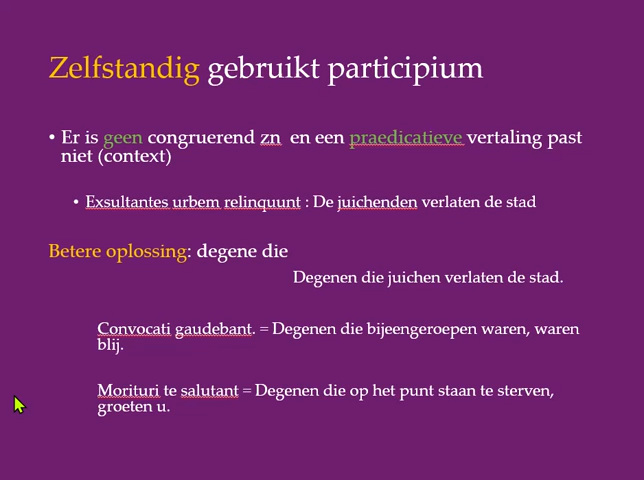 Zelfstandig gebruikt participium
• Er is geen congruerend zn en een praedicatieve vertaling past
niet (context)
• Exsultantes urbem relinquunt : De juichenden verlaten de stad
Betere oplossing: degene die
Degenen die juichen verlaten de stad.
Convocati gaudebant. = Degenen die bijeengeroepen waren, waren
blij.
Morituri te salutant = Degenen die op het punt staan te sterven,
groeten u.